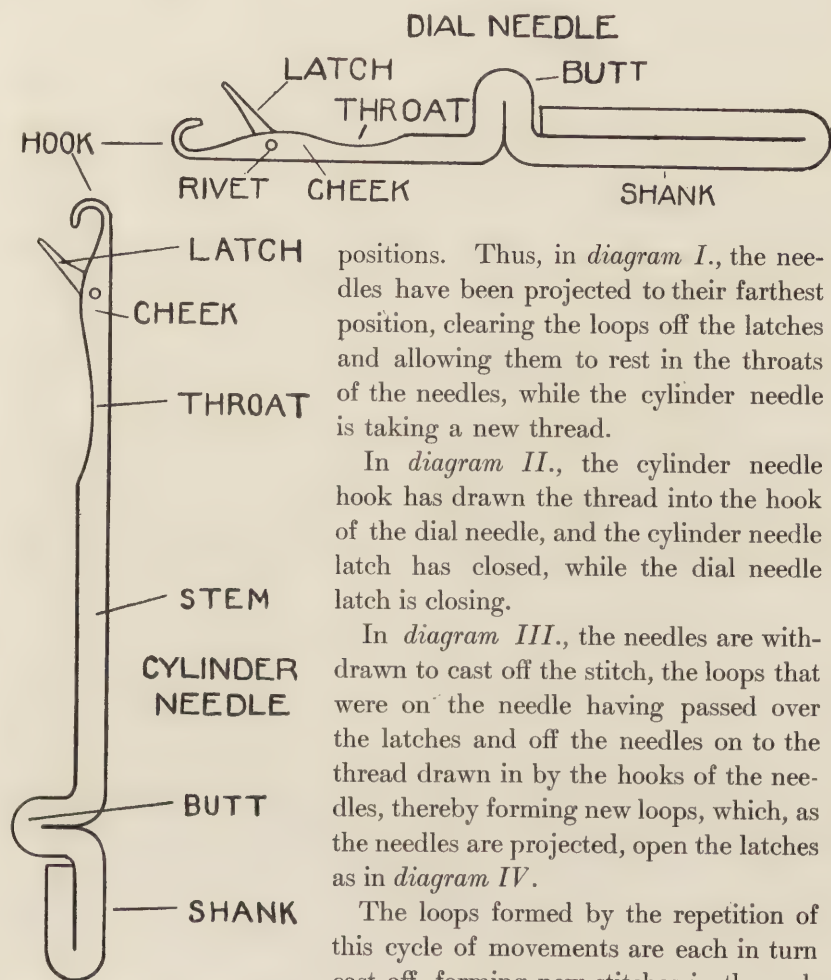 DIAL NEEDLE
LATCH
BUTT
THROAT
HOOK
RIVET
CHEEK
SHANK
LATCH
CHEEK
THROAT
STEM
CYLINDER
NEEDLE
BUTT
SHANK
positions. Thus, in diagram I., the nee-
dles have been projected to their farthest
position, clearing the loops off the latches
and allowing them to rest in the throats
of the needles, while the cylinder needle
is taking a new thread.
In diagram II., the cylinder needle
hook has drawn the thread into the hook
of the dial needle, and the cylinder needle
latch has closed, while the dial needle
latch is closing.
In diagram III., the needles are with-
drawn to cast off the stitch, the loops that
were on the needle having passed over
the latches and off the needles on to the
thread drawn in by the hooks of the nee-
dles, thereby forming new loops, which, as
the needles are projected, open the latches
as in diagram IV.
The loops formed by the repetition of
this cycle of movements are each in turn
cast off, forming new stitches in the